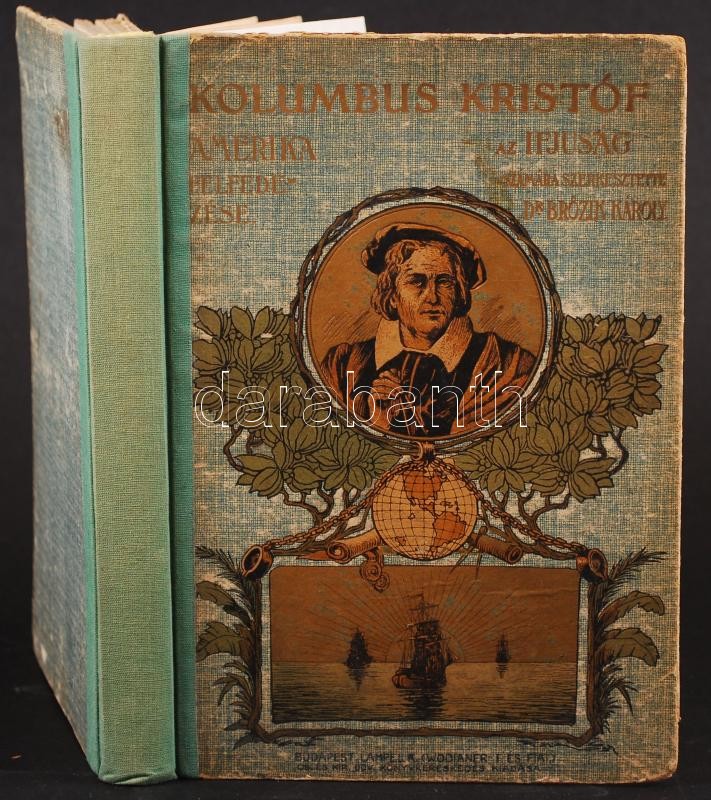 KOLUMBUS KRISTÓF
AMERIKA
FELFEDE-
ZÉSE.
AZ IFJUSÁG
SZÁMÁRA SZERKESZTETTE
DR BRÓZIK KÁROLY.
darabanth
BUDAPEST, LAMPEL R. (WODIANER F. ÉS FIAI)
CS. ÉS KIR. UDV. KÖNYVKERESKEDÉS KIADÁSA